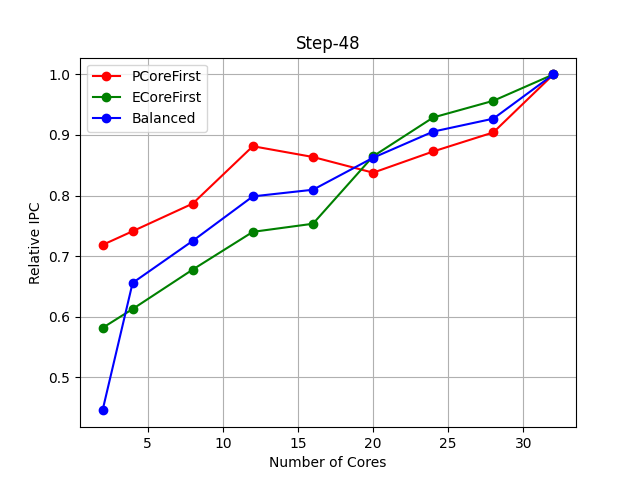 Step-48
PCoreFirst
ECoreFirst
Balanced
Relative IPC
1.0
0.9
0.8
0.7
0.6
0.5
5 10 15 20 25 30
Number of Cores